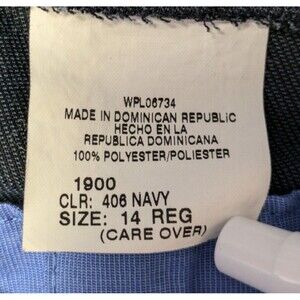 WPL06734
MADE IN DOMINICAN REPUBLIC
HECHO EN LA
REPUBLICA DOMINICANA
100% POLYESTER/POLIESTER
1900
CLR: 406 NAVY
SIZE: 14 REG
(CARE OVER)